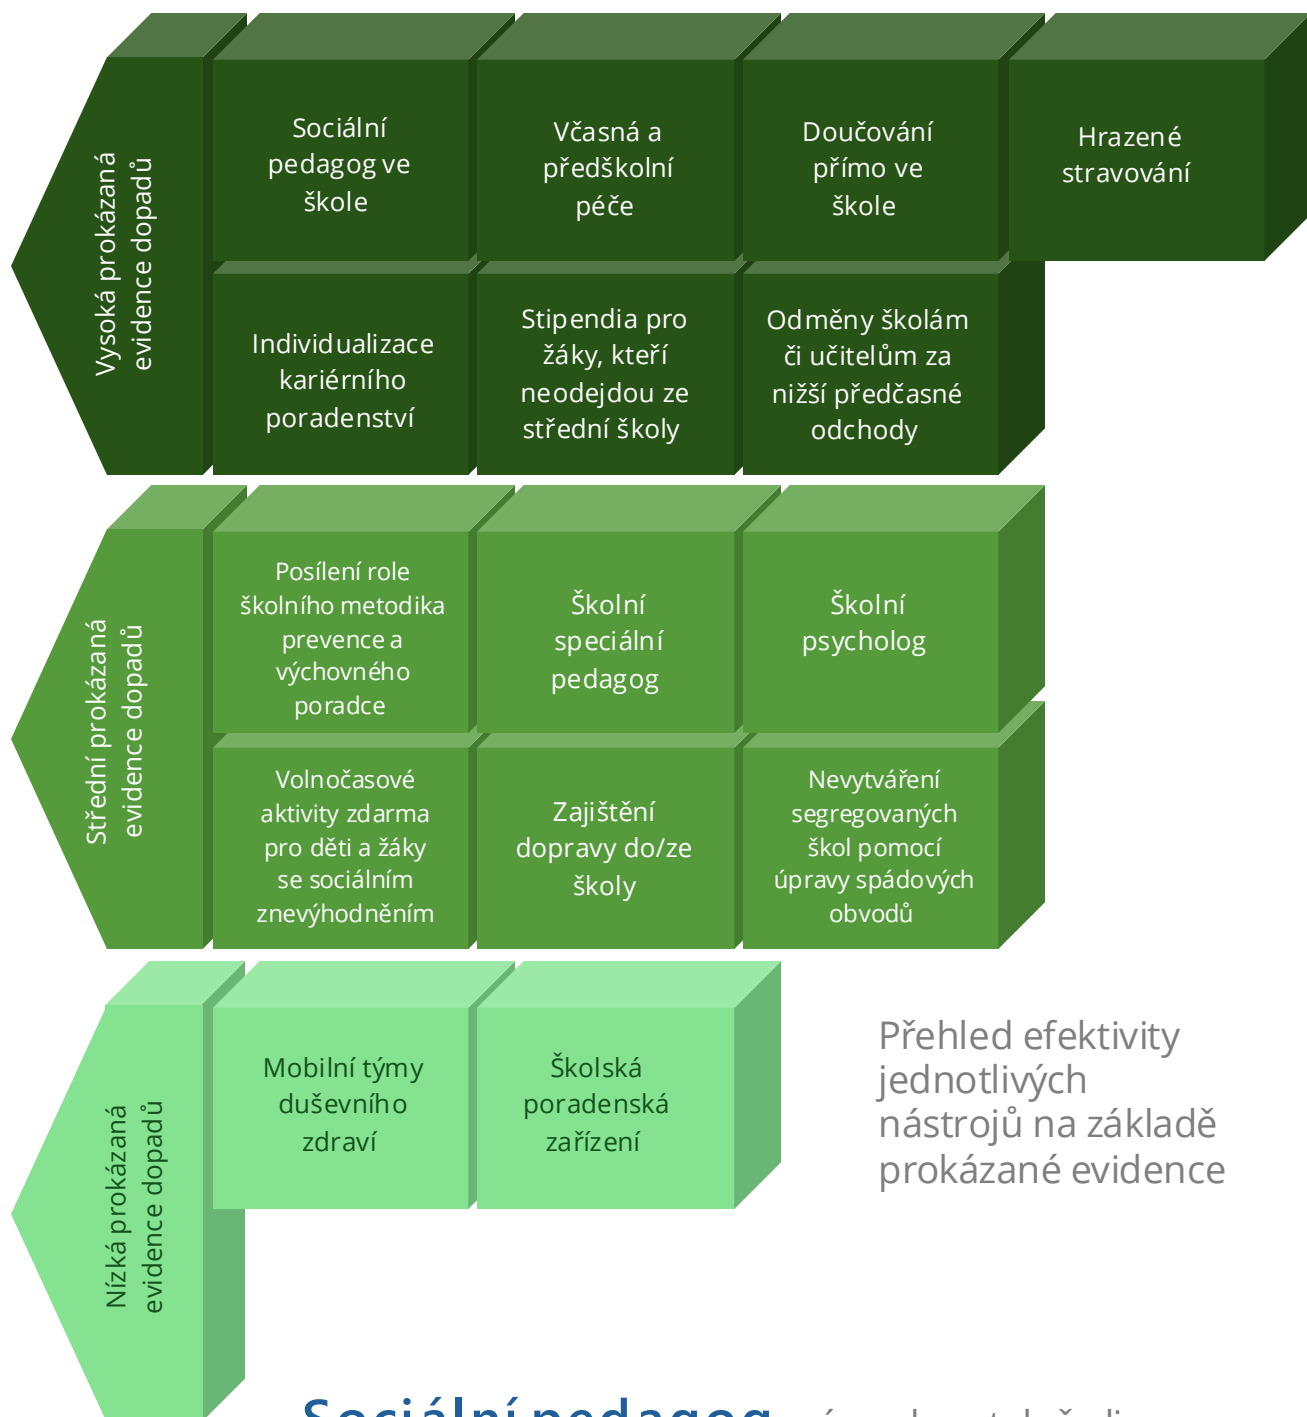 Vysoká prokázaná
evidence dopadů
Sociální
pedagog ve
škole
Včasná a
předškolní
péče
Doučování
přímo ve
škole
Hrazené
stravování
Individualizace
kariérního
poradenství
Stipendia pro
žáky, kteří
neodejdou ze
střední školy
Odměny školám
či učitelům za
nižší předčasné
odchody
Střední prokázaná
evidence dopadů
Posílení role
školního metodika
prevence a
výchovného
poradce
Školní
speciální
pedagog
Školní
psycholog
Volnočasové
aktivity zdarma
pro děti a žáky
se sociálním
znevýhodněním
Zajištění
dopravy do/ze
školy
Nevytváření
segregovaných
škol pomocí
úpravy spádových
obvodů
Nízká prokázaná
evidence dopadů
Mobilní týmy
duševního
zdraví
Školská
poradenská
zařízení
Přehled efektivity
jednotlivých
nástrojů na základě
prokázané evidence
Sociální pedagog